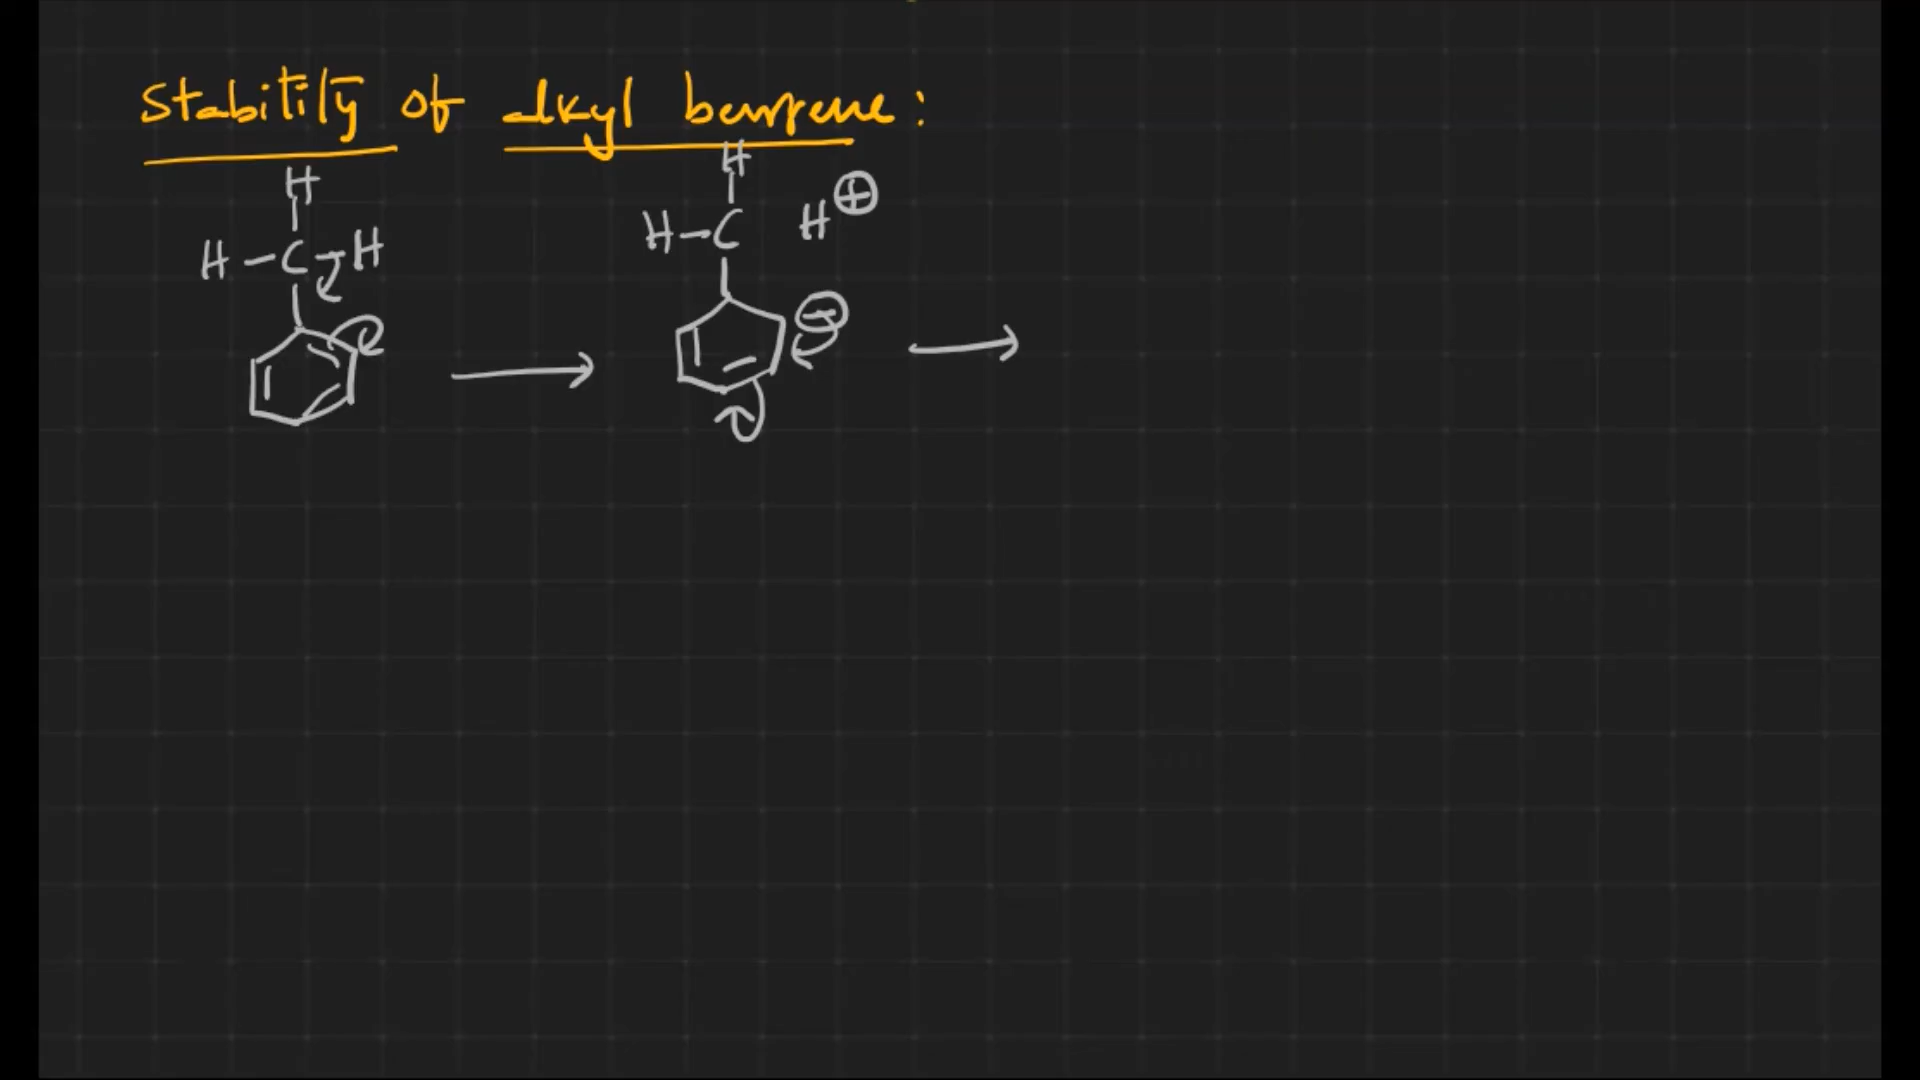 Stability of alkyl benzene:
H
H-C-H
H
H-C H⊕
⊖